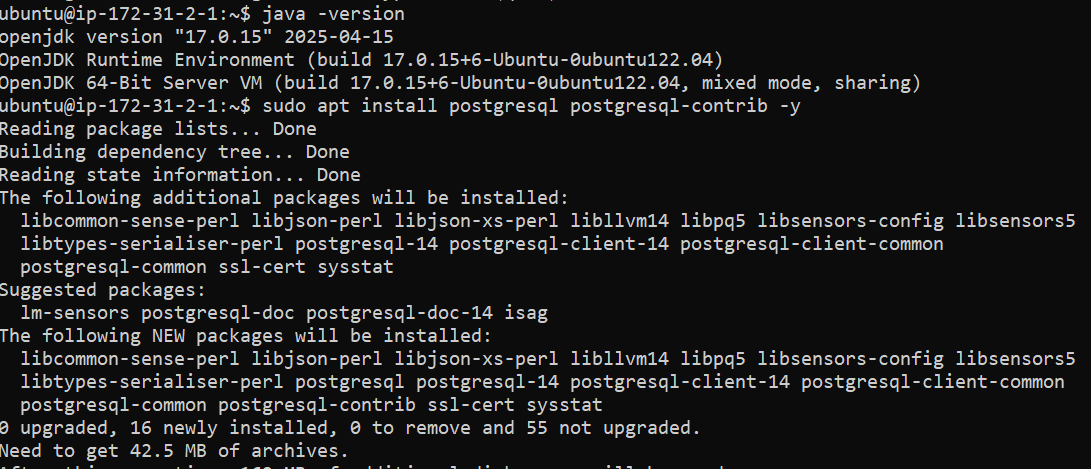 ubuntu@ip-172-31-2-1:~$ java -version
openjdk version "17.0.15" 2025-04-15
OpenJDK Runtime Environment (build 17.0.15+6-Ubuntu-0ubuntu122.04)
OpenJDK 64-Bit Server VM (build 17.0.15+6-Ubuntu-0ubuntu122.04, mixed mode, sharing)
ubuntu@ip-172-31-2-1:~$ sudo apt install postgresql postgresql-contrib -y
Reading package lists... Done
Building dependency tree... Done
Reading state information... Done
The following additional packages will be installed:
  libcommon-sense-perl libjson-perl libjson-xs-perl libllvm14 libpq5 libsensors-config libsensors5
  libtypes-serialiser-perl postgresql-14 postgresql-client-14 postgresql-client-common
  postgresql-common ssl-cert sysstat
Suggested packages:
  lm-sensors postgresql-doc postgresql-doc-14 isag
The following NEW packages will be installed:
  libcommon-sense-perl libjson-perl libjson-xs-perl libllvm14 libpq5 libsensors-config libsensors5
  libtypes-serialiser-perl postgresql postgresql-14 postgresql-client-14 postgresql-client-common
  postgresql-common postgresql-contrib ssl-cert sysstat
0 upgraded, 16 newly installed, 0 to remove and 55 not upgraded.
Need to get 42.5 MB of archives.